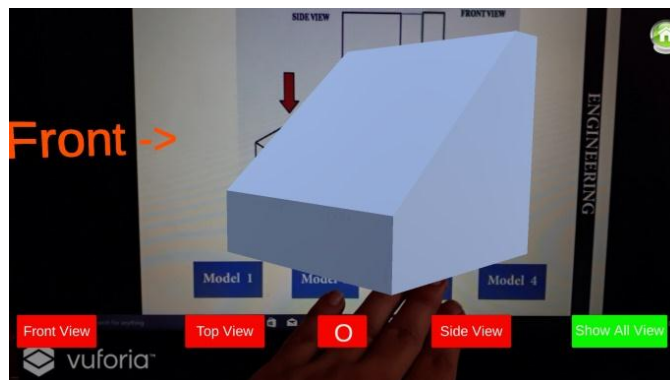 SIDE VIEW
FRONT VIEW
Front ->
ENGINEERING
Model 1
Model 4
Front View
Top View
O
Side View
Show All View
vuforia